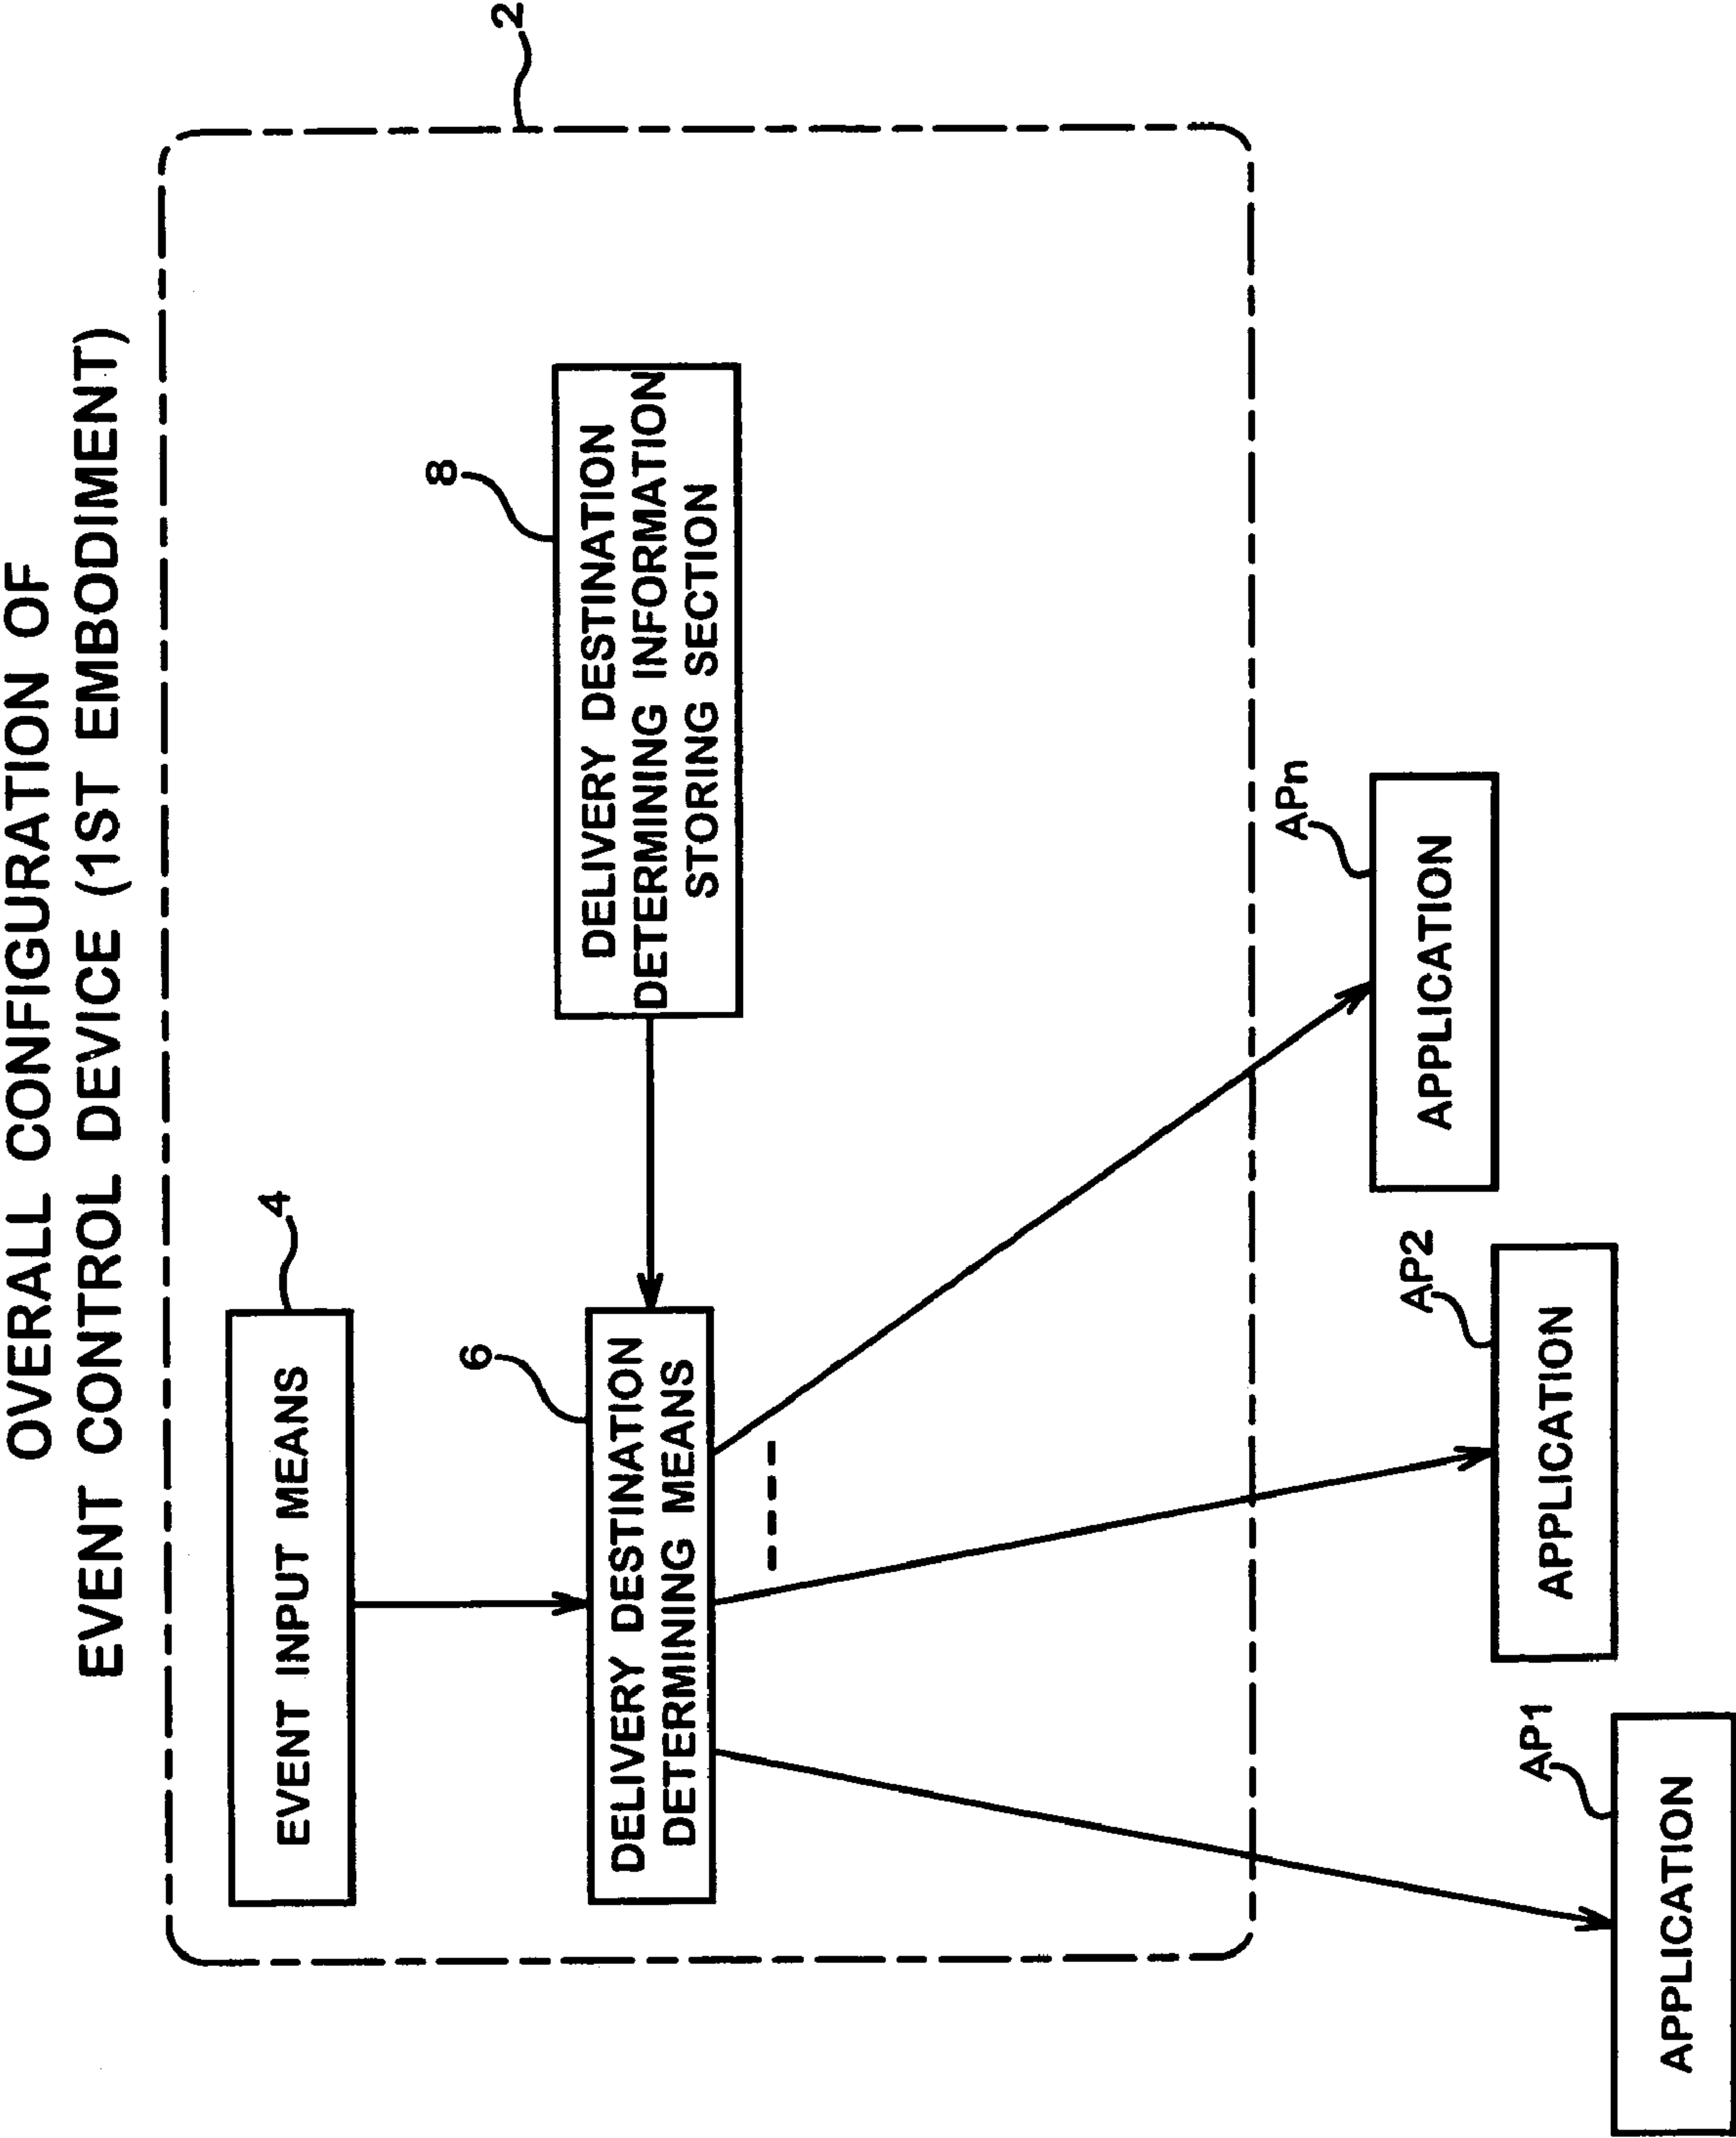 OVERALL CONFIGURATION OF
EVENT CONTROL DEVICE (1ST EMBODIMENT)
2
4
EVENT INPUT MEANS
6
8
DELIVERY DESTINATION
DETERMINING MEANS
DELIVERY DESTINATION
DETERMINING INFORMATION
STORING SECTION
APn
APPLICATION
AP2
APPLICATION
AP1
APPLICATION